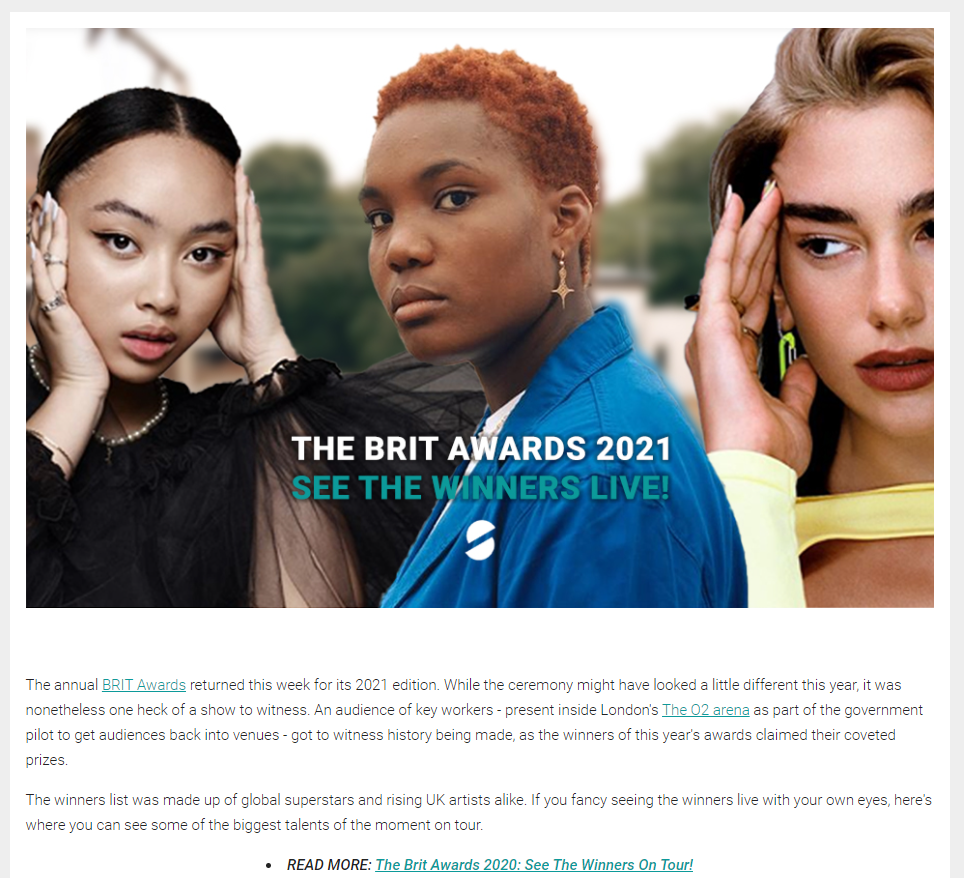 THE BRIT AWARDS 2021
SEE THE WINNERS LIVE!
The annual BRIT Awards returned this week for its 2021 edition. While the ceremony might have looked a little different this year, it was
nonetheless one heck of a show to witness. An audience of key workers - present inside London's The O2 arena as part of the government
pilot to get audiences back into venues - got to witness history being made, as the winners of this year's awards claimed their coveted
prizes.
The winners list was made up of global superstars and rising UK artists alike. If you fancy seeing the winners live with your own eyes, here's
where you can see some of the biggest talents of the moment on tour.
• READ MORE: The Brit Awards 2020: See The Winners On Tour!